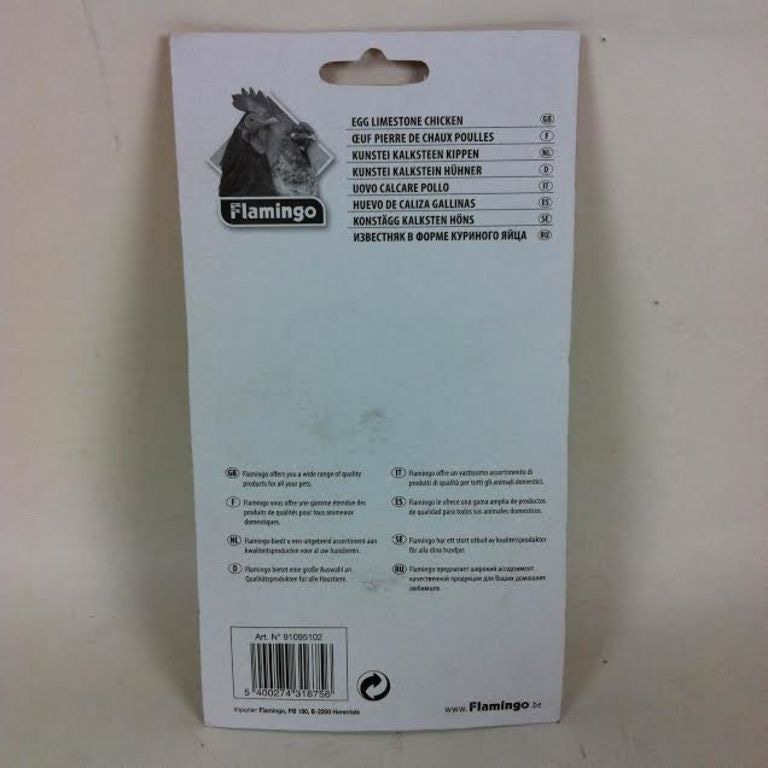 Flamingo
EGG LIMESTONE CHICKEN GB
ŒUF PIERRE DE CHAUX POULLES F
KUNSTEI KALKSTEEN KIPPEN NL
KUNSTEI KALKSTEIN HÜHNER D
UOVO CALCARE POLLO IT
HUEVO DE CALIZA GALLINAS ES
KONSTÄGG KALKSTEN HÖNS SE
ИЗВЕСТНЯК В ФОРМЕ КУРИНОГО ЯЙЦА RU
GB Flamingo offers you a wide range of quality
products for all your pets.
F Flamingo vous offre une gamme étendue des
produits de qualités pour tous animaux
domestiques.
NL Flamingo biedt u een uitgebreid assortiment aan
kwaliteitsproducten voor al uw huisdieren.
D Flamingo bietet eine große Auswahl an
Qualitätsprodukten für alle Haustiere.
IT Flamingo offre un vastissimo assortimento di
prodotti di qualità per tutti gli animali domestici.
ES Flamingo le ofrece una gama amplia de productos
de qualidad para todos sus animales domesticos.
SE Flamingo har ett stort utbud av kvalitetsprodukter
för alla dina husdjur.
RU Flamingo предлагает широкий ассортимент
качественной продукции для Ваших домашних
любимцев.
Art. N° 91095102
5 400274 318756
Importer: Flamingo, PB 180, B-2200 Herentals
www.Flamingo.be